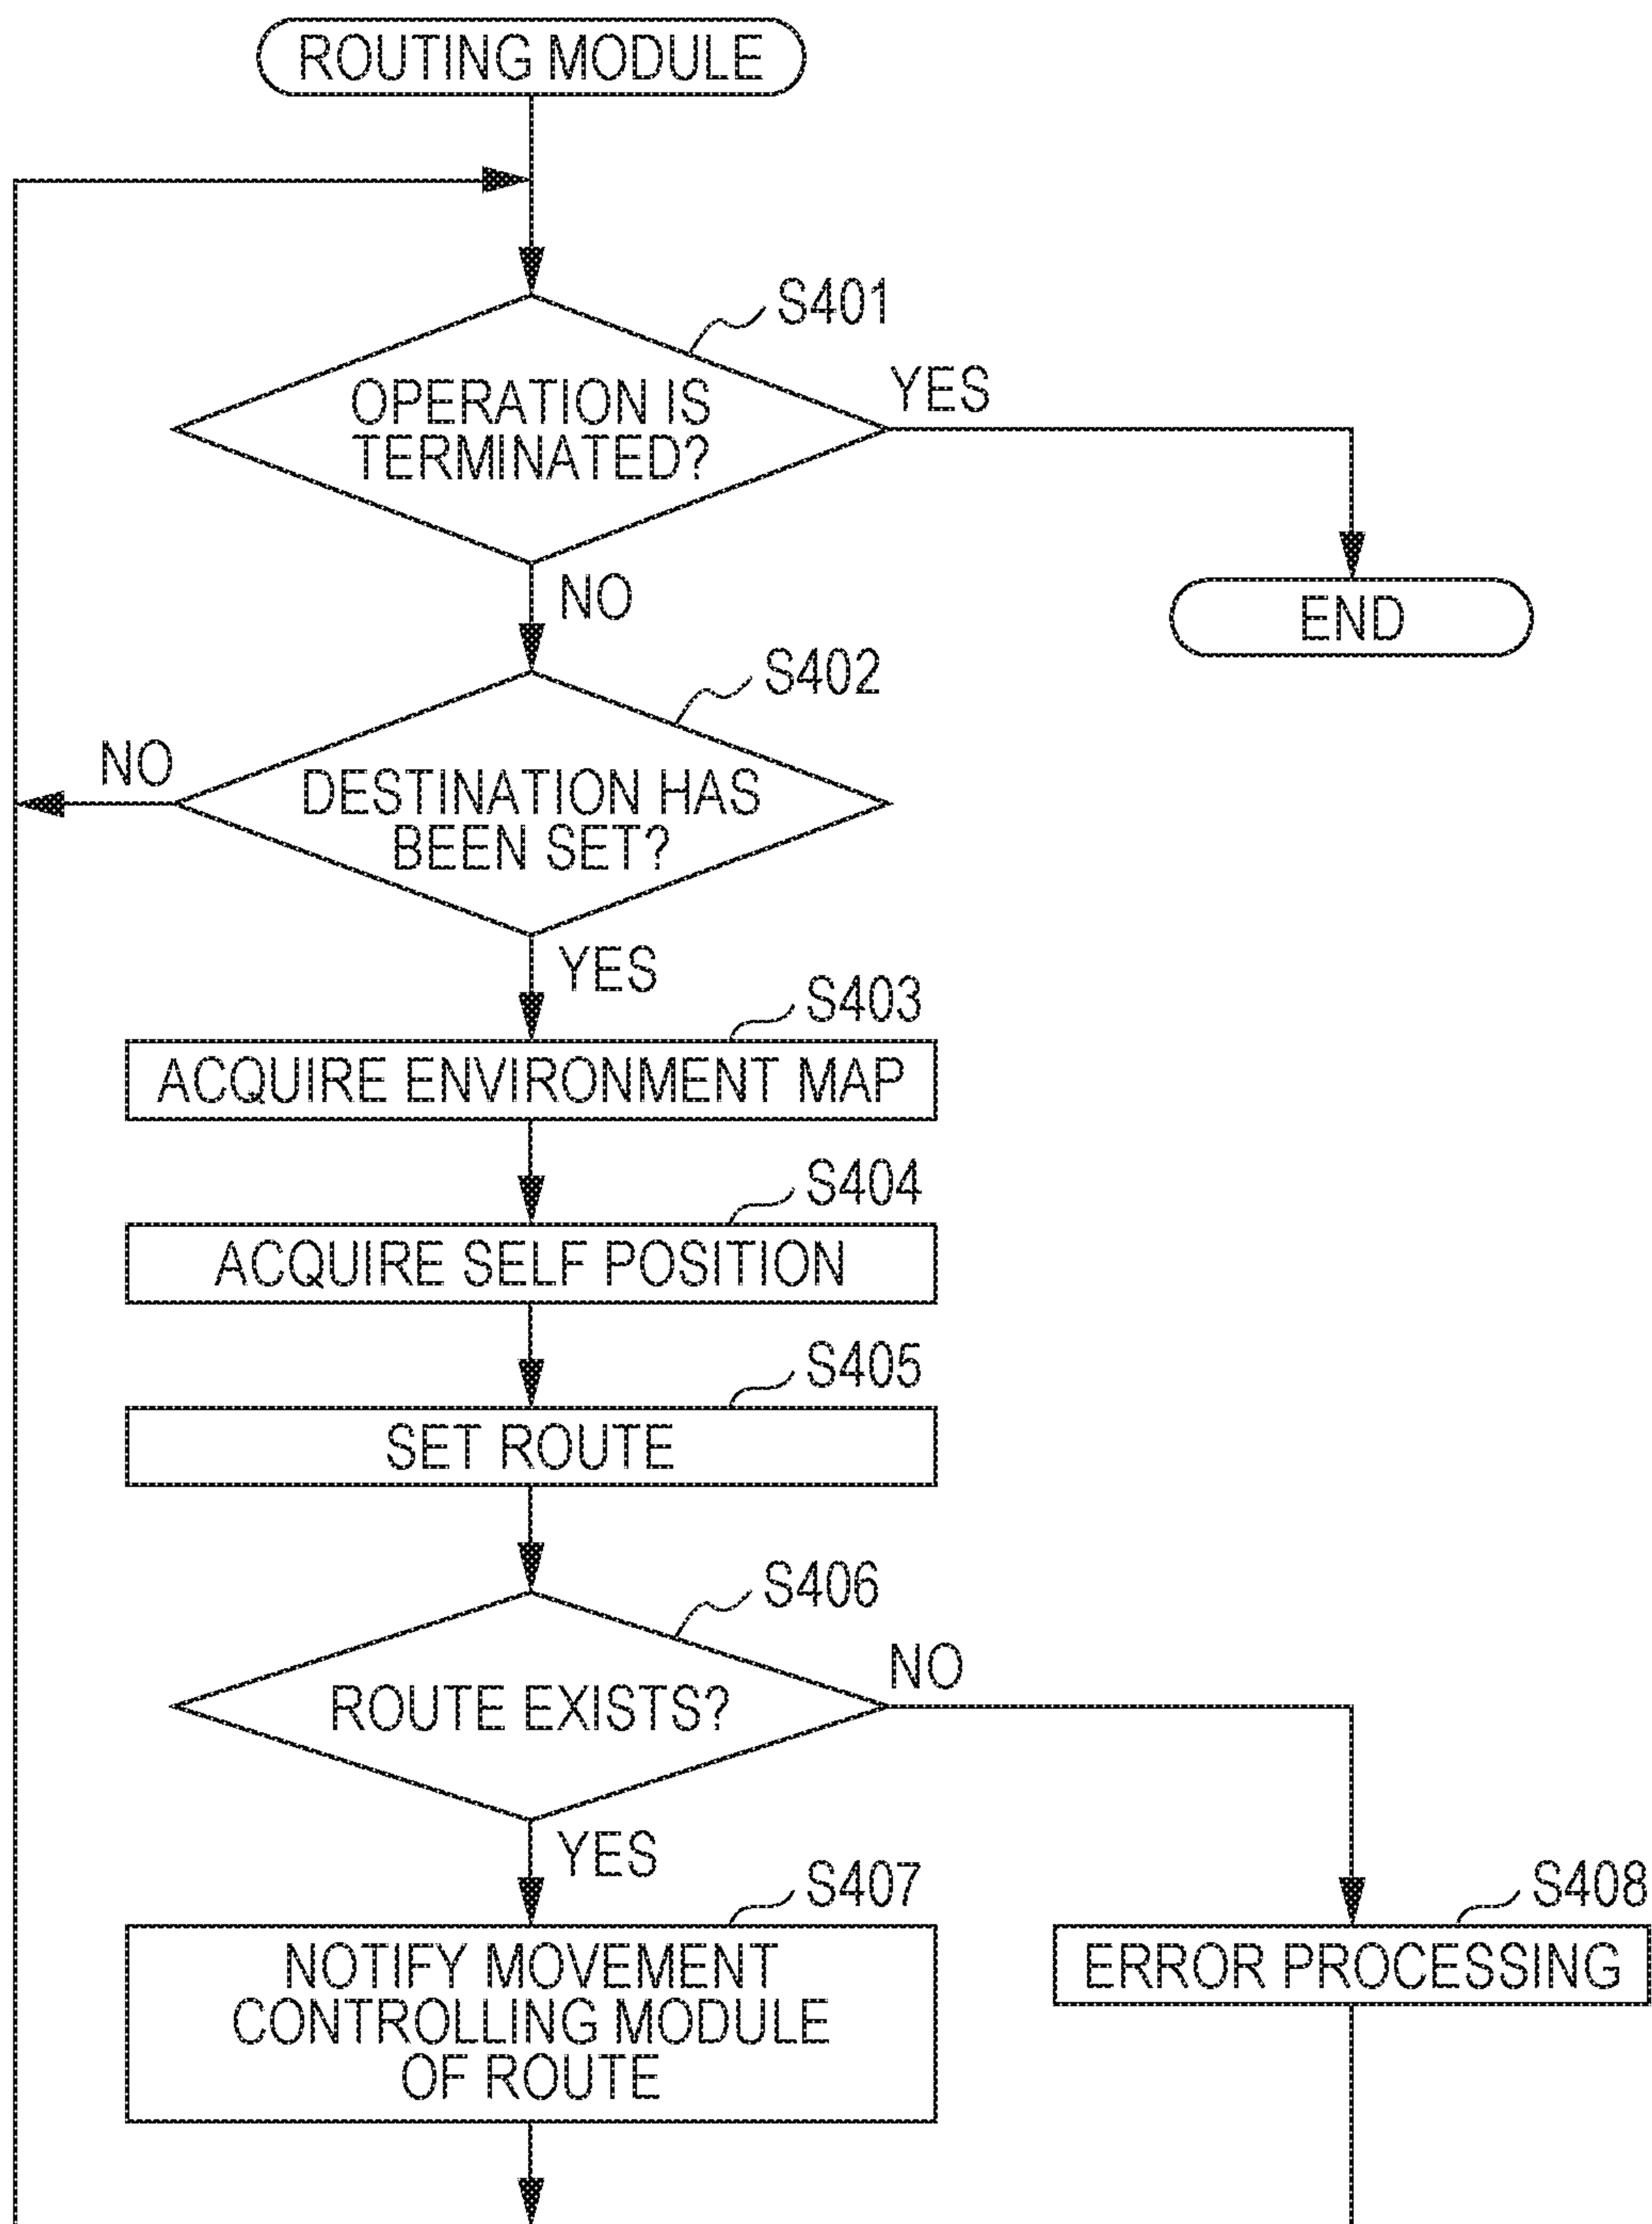 ROUTING MODULE
S401
OPERATION IS
TERMINATED?
YES
NO
END
S402
NO
DESTINATION HAS
BEEN SET?
YES
S403
ACQUIRE ENVIRONMENT MAP
S404
ACQUIRE SELF POSITION
S405
SET ROUTE
S406
NO
ROUTE EXISTS?
YES
S407
NOTIFY MOVEMENT
CONTROLLING MODULE
OF ROUTE
S408
ERROR PROCESSING